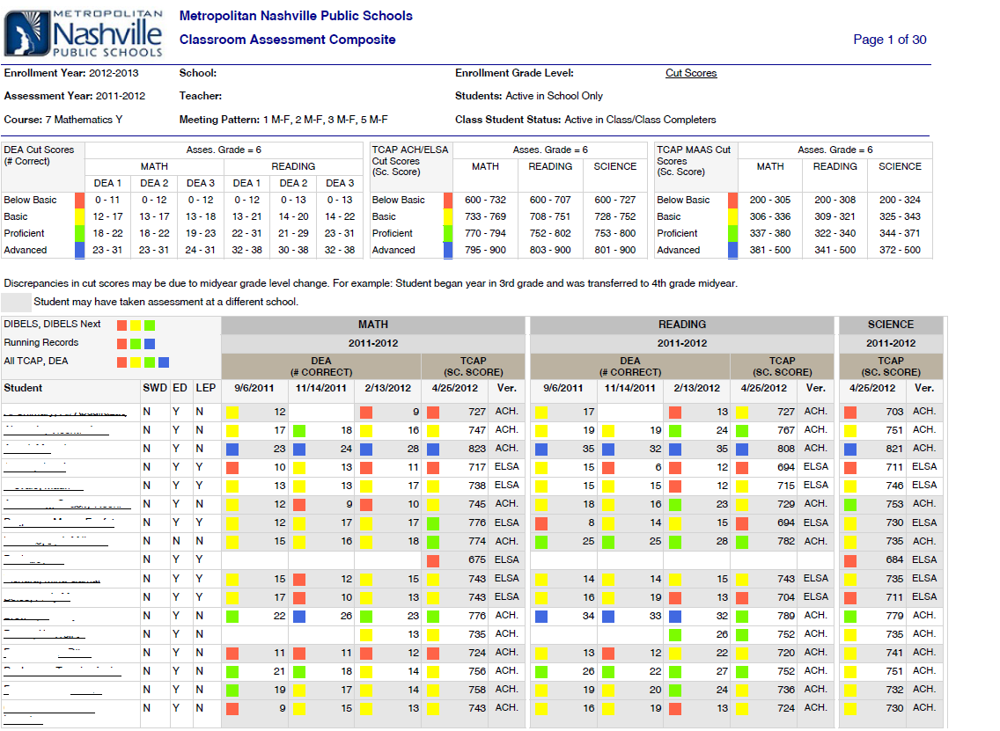 METROPOLITAN
Nashville
PUBLIC SCHOOLS
Metropolitan Nashville Public Schools
Classroom Assessment Composite
Page 1 of 30
Enrollment Year: 2012-2013 School: Enrollment Grade Level: Cut Scores
Assessment Year: 2011-2012 Teacher: Students: Active in School Only
Course: 7 Mathematics Y Meeting Pattern: 1 M-F, 2 M-F, 3 M-F, 5 M-F Class Student Status: Active in Class/Class Completers
DEA Cut Scores (# Correct) Asses. Grade = 6 TCAP ACH/ELSA Cut Scores (Sc. Score) Asses. Grade = 6 TCAP MAAS Cut Scores (Sc. Score) Asses. Grade = 6
MATH READING MATH READING SCIENCE MATH READING SCIENCE
DEA 1 DEA 2 DEA 3 DEA 1 DEA 2 DEA 3
Below Basic 0 - 11 0 - 12 0 - 12 0 - 12 0 - 13 0 - 13 Below Basic 600 - 732 600 - 707 600 - 727 Below Basic 200 - 305 200 - 308 200 - 324
Basic 12 - 17 13 - 17 13 - 18 13 - 21 14 - 20 14 - 22 Basic 733 - 769 708 - 751 728 - 752 Basic 306 - 336 309 - 321 325 - 343
Proficient 18 - 22 18 - 22 19 - 23 22 - 31 21 - 29 23 - 31 Proficient 770 - 794 752 - 802 753 - 800 Proficient 337 - 380 322 - 340 344 - 371
Advanced 23 - 31 23 - 31 24 - 31 32 - 38 30 - 38 32 - 38 Advanced 795 - 900 803 - 900 801 - 900 Advanced 381 - 500 341 - 500 372 - 500
Discrepancies in cut scores may be due to midyear grade level change. For example: Student began year in 3rd grade and was transferred to 4th grade midyear.
Student may have taken assessment at a different school.
DIBELS, DIBELS Next MATH READING SCIENCE
Running Records 2011-2012 2011-2012 2011-2012
All TCAP, DEA DEA TCAP DEA TCAP TCAP
(# CORRECT) (SC. SCORE) (# CORRECT) (SC. SCORE) (SC. SCORE)
Student SWD ED LEP 9/6/2011 11/14/2011 2/13/2012 4/25/2012 Ver. 9/6/2011 11/14/2011 2/13/2012 4/25/2012 Ver. 4/25/2012 Ver.
N Y N 12 9 727 ACH. 17 13 727 ACH. 703 ACH.
N Y N 17 18 16 747 ACH. 19 19 24 767 ACH. 751 ACH.
N Y N 23 24 28 823 ACH. 35 32 35 808 ACH. 821 ACH.
N Y Y 10 13 11 717 ELSA 15 6 12 694 ELSA 711 ELSA
N Y Y 13 13 17 738 ELSA 15 15 12 715 ELSA 746 ELSA
N Y N 12 9 10 745 ACH. 18 16 23 729 ACH. 753 ACH.
N Y Y 12 17 17 776 ELSA 8 14 15 694 ELSA 730 ELSA
N N N 15 16 18 774 ACH. 25 25 28 782 ACH. 735 ACH.
N Y Y 675 ELSA 684 ELSA
N Y Y 15 12 15 743 ELSA 14 14 15 743 ELSA 735 ELSA
N Y Y 17 10 13 743 ELSA 16 19 13 704 ELSA 711 ELSA
N Y N 22 26 23 776 ACH. 34 33 32 789 ACH. 779 ACH.
N Y N 13 735 ACH. 26 752 ACH. 735 ACH.
N Y N 11 11 12 724 ACH. 13 12 22 720 ACH. 741 ACH.
N Y N 21 18 14 756 ACH. 26 22 27 752 ACH. 751 ACH.
N Y N 19 17 14 758 ACH. 19 20 24 736 ACH. 732 ACH.
N Y N 9 15 13 743 ACH. 16 19 13 724 ACH. 730 ACH.